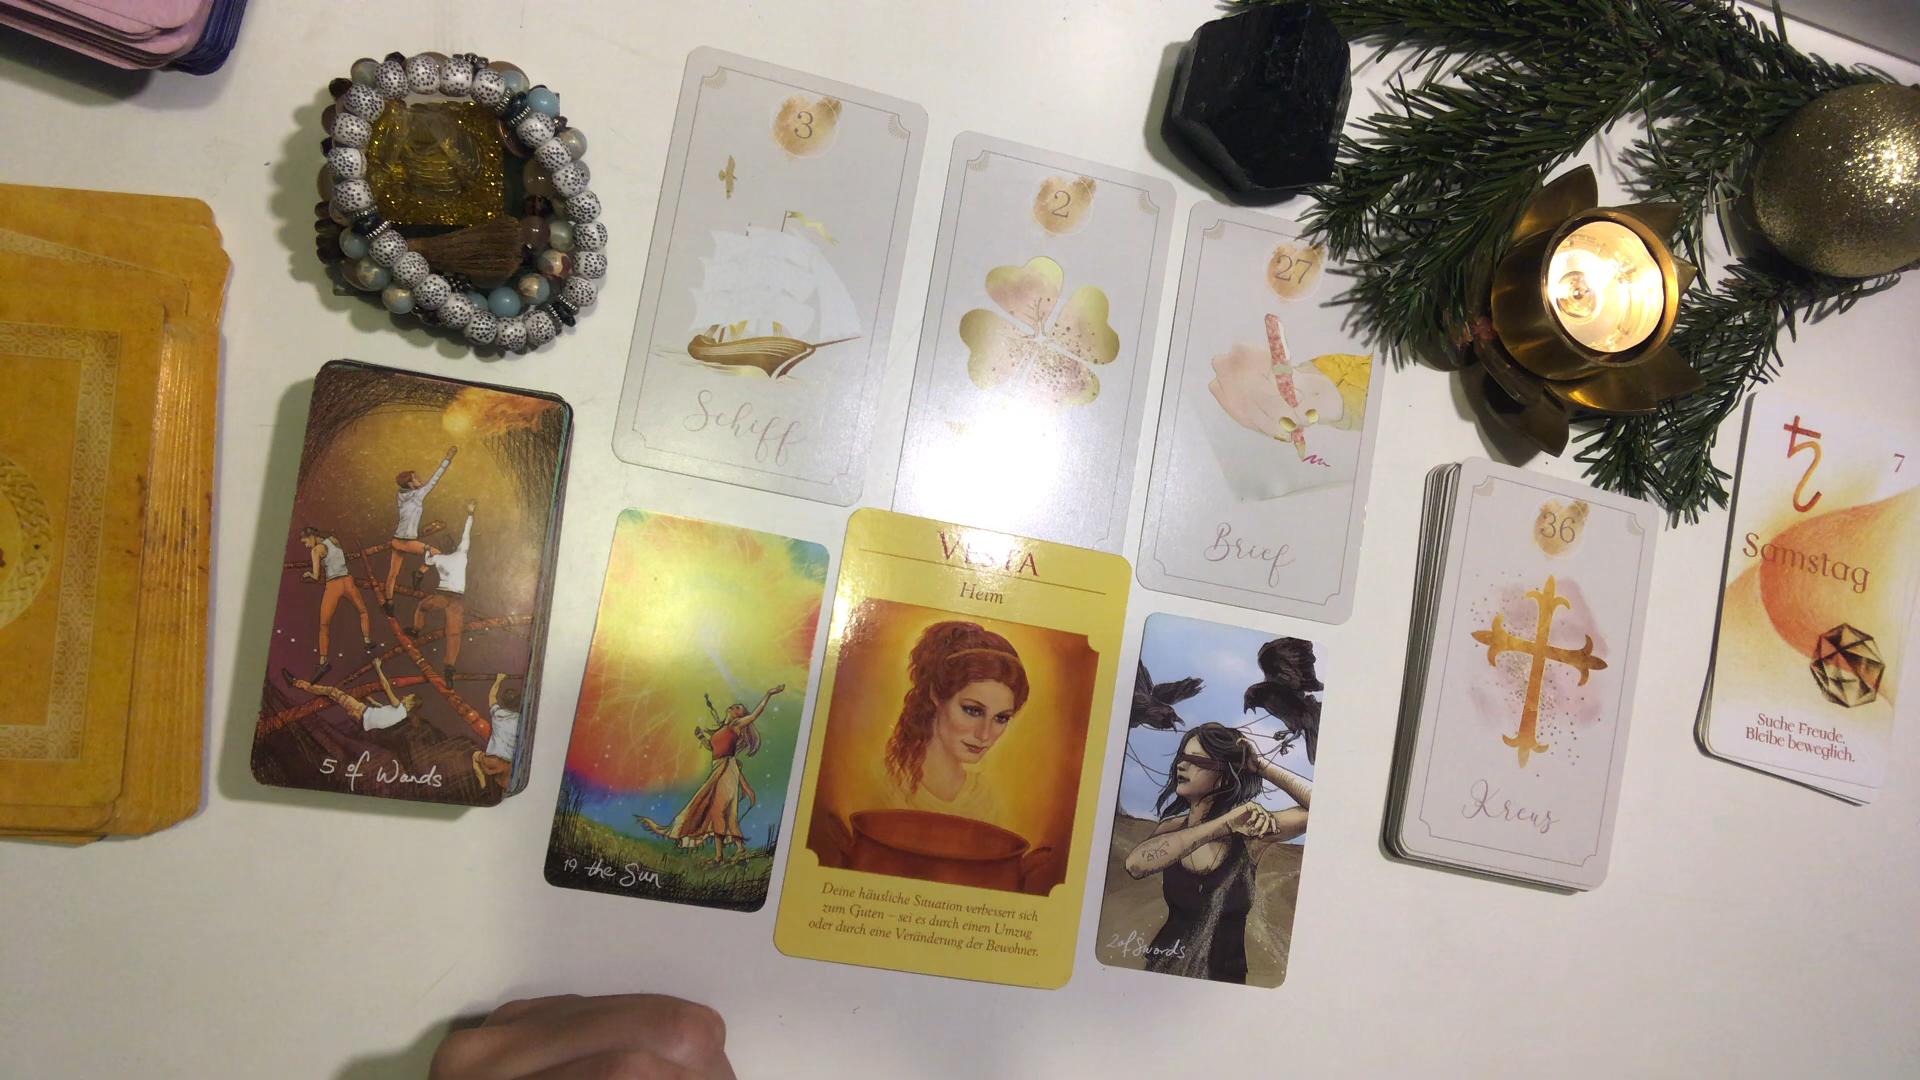 3
Schiff
2
27
Brief
5 of Wands
19 the Sun
VESTA
Heim
Deine häusliche Situation verbessert sich
zum Guten – sei es durch einen Umzug
oder durch eine Veränderung der Bewohner.
2 of Swords
36
Kreuz
7
Samstag
Suche Freude.
Bleibe beweglich.